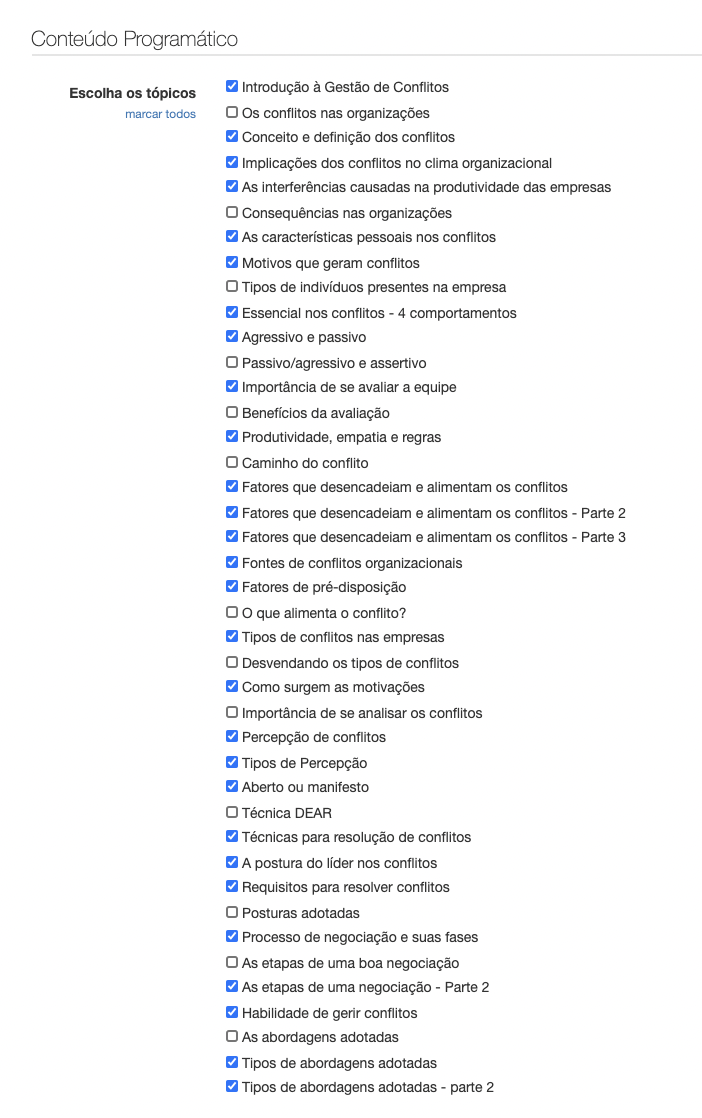 Conteúdo Programático
Escolha os tópicos
marcar todos
Introdução à Gestão de Conflitos
Os conflitos nas organizações
Conceito e definição dos conflitos
Implicações dos conflitos no clima organizacional
As interferências causadas na produtividade das empresas
Consequências nas organizações
As características pessoais nos conflitos
Motivos que geram conflitos
Tipos de indivíduos presentes na empresa
Essencial nos conflitos - 4 comportamentos
Agressivo e passivo
Passivo/agressivo e assertivo
Importância de se avaliar a equipe
Benefícios da avaliação
Produtividade, empatia e regras
Caminho do conflito
Fatores que desencadeiam e alimentam os conflitos
Fatores que desencadeiam e alimentam os conflitos - Parte 2
Fatores que desencadeiam e alimentam os conflitos - Parte 3
Fontes de conflitos organizacionais
Fatores de pré-disposição
O que alimenta o conflito?
Tipos de conflitos nas empresas
Desvendando os tipos de conflitos
Como surgem as motivações
Importância de se analisar os conflitos
Percepção de conflitos
Tipos de Percepção
Aberto ou manifesto
Técnica DEAR
Técnicas para resolução de conflitos
A postura do líder nos conflitos
Requisitos para resolver conflitos
Posturas adotadas
Processo de negociação e suas fases
As etapas de uma boa negociação
As etapas de uma negociação - Parte 2
Habilidade de gerir conflitos
As abordagens adotadas
Tipos de abordagens adotadas
Tipos de abordagens adotadas - parte 2